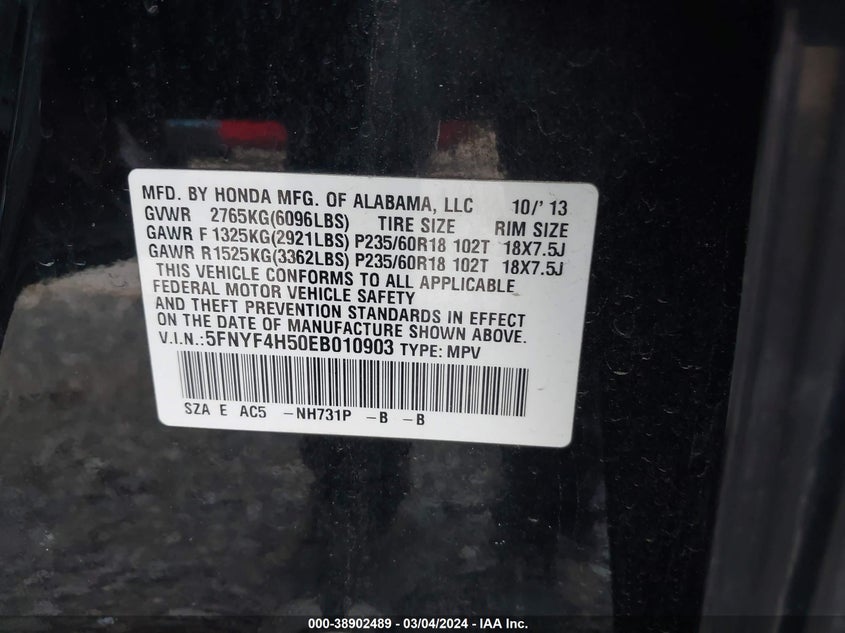 MFD. BY HONDA MFG. OF ALABAMA, LLC 10/'13
GVWR 2765KG(6096LBS) TIRE SIZE RIM SIZE
GAWR F 1325KG(2921LBS) P235/60R18 102T 18X7.5J
GAWR R1525KG(3362LBS) P235/60R18 102T 18X7.5J
THIS VEHICLE CONFORMS TO ALL APPLICABLE
FEDERAL MOTOR VEHICLE SAFETY
AND THEFT PREVENTION STANDARDS IN EFFECT
ON THE DATE OF MANUFACTURE SHOWN ABOVE.
V.I.N.:5FNYF4H50EB010903 TYPE: MPV
SZA E AC5 -NH731P -B -B
000-38902489 - 03/04/2024 - IAA Inc.